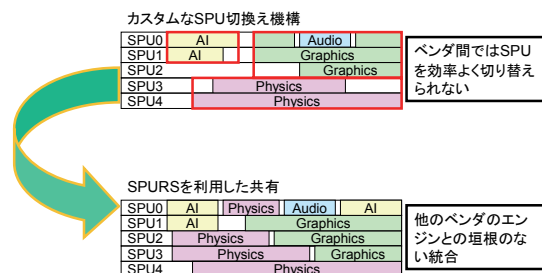 カスタムなSPU切換え機構
SPU0 AI Audio
SPU1 AI Graphics
SPU2 Graphics
SPU3 Physics
SPU4 Physics
ベンダ間ではSPU
を効率よく切り替え
られない
SPURSを利用した共有
SPU0 AI Physics Audio AI
SPU1 AI Graphics
SPU2 Physics Graphics
SPU3 Physics Graphics
SPU4 Physics
他のベンダのエン
ジンとの垣根のな
い統合